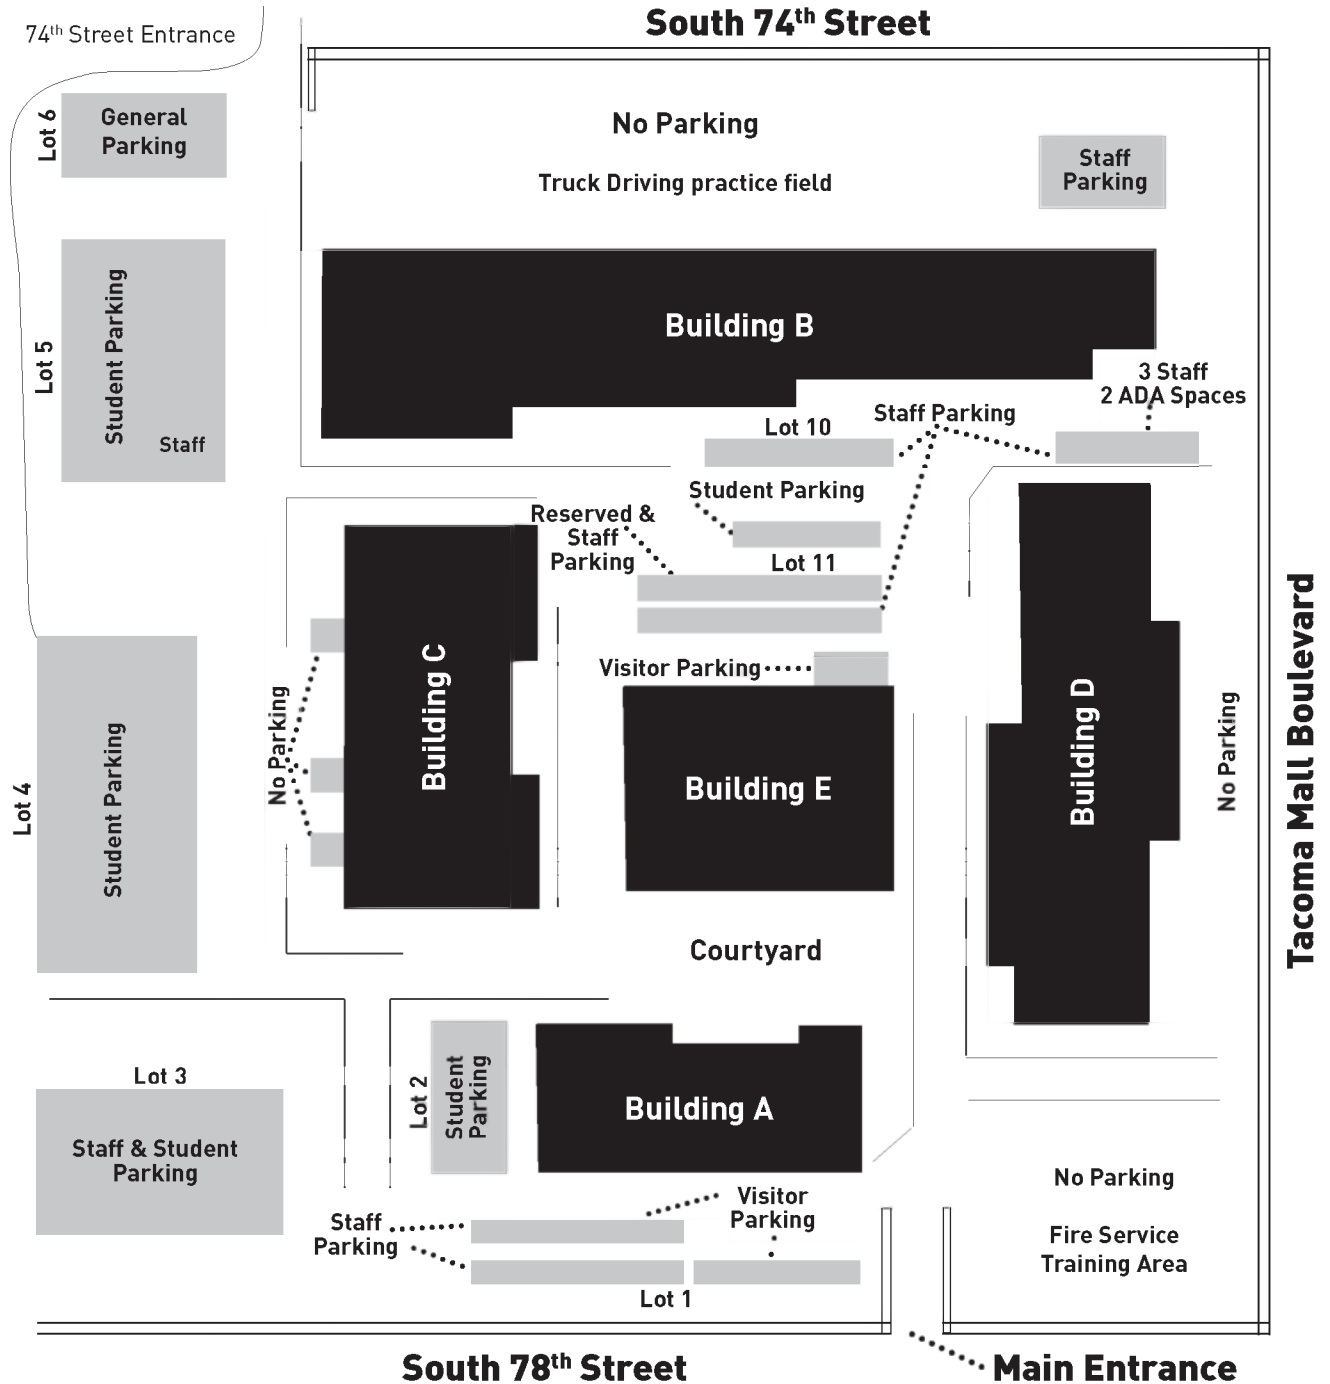 South 74th Street
74th Street Entrance
Lot 6
General
Parking
No Parking
Truck Driving practice field
Staff
Parking
Lot 5
Student Parking
Staff
Building B
3 Staff
2 ADA Spaces
Staff Parking
Lot 10
Student Parking
Reserved &
Staff
Parking
Lot 11
Visitor Parking
No Parking
Building C
Building E
Building D
No Parking
Tacoma Mall Boulevard
Lot 4
Student Parking
Courtyard
Lot 3
Staff & Student
Parking
Lot 2
Student
Parking
Building A
No Parking
Fire Service
Training Area
Visitor
Parking
Staff
Parking
Lot 1
South 78th Street
Main Entrance